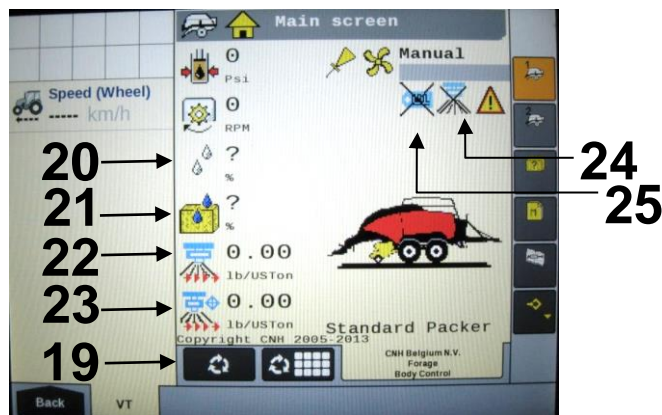 Main screen
0
Psi
Manual
Speed (Wheel)
----- km/h
0
RPM
20
?
%
24
25
21
?
%
22
0.00
lb/USTon
23
0.00
lb/USTon
Standard Packer
Copyright CNH 2005-2013
19
CNH Belgium N.V.
Forage
Body Control
Back
VT
1
2
?